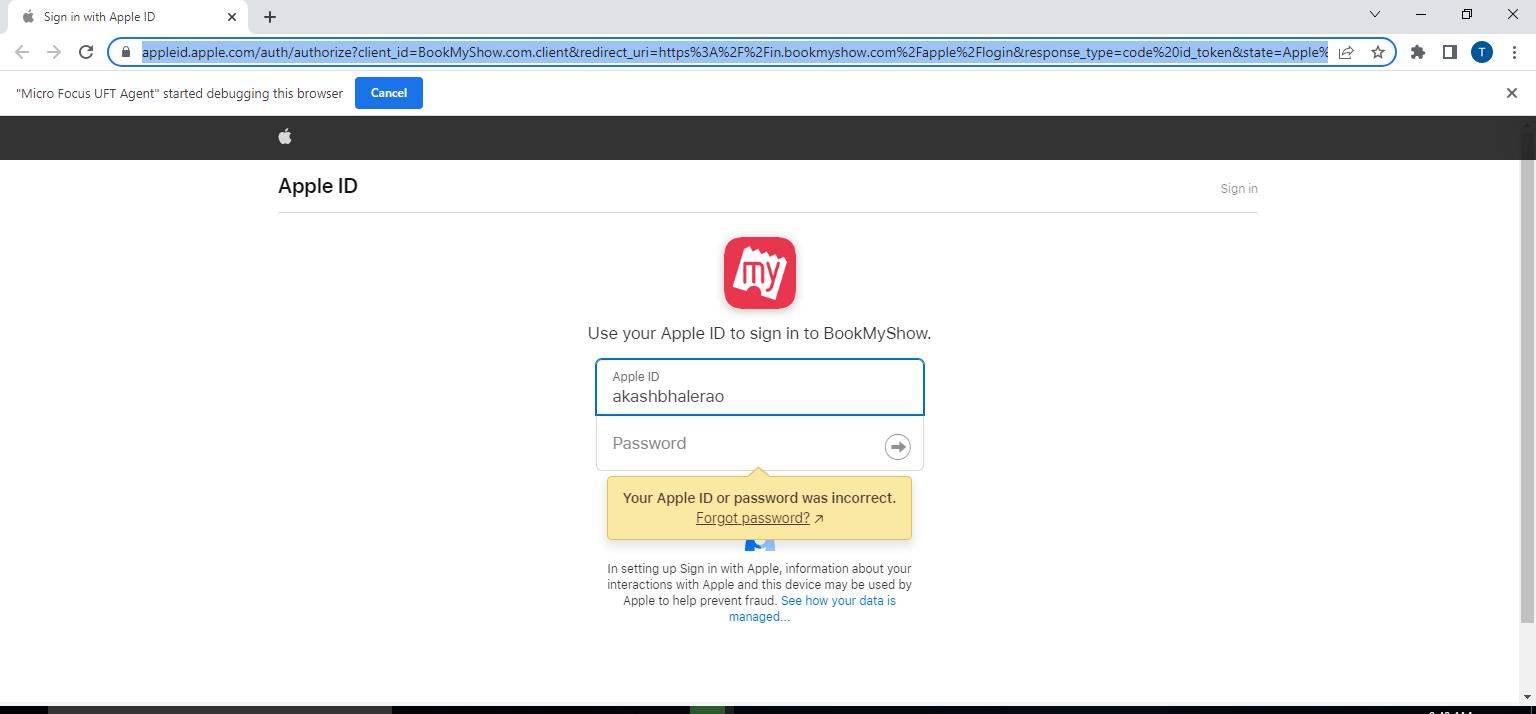 Sign in with Apple ID
appleid.apple.com/auth/authorize?client_id=BookMyShow.com.client&redirect_uri=https%3A%2F%2Fin.bookmyshow.com%2Fapple%2Flogin&response_type=code%20id_token&state=Apple%
T
"Micro Focus UFT Agent" started debugging this browser
Cancel
Apple ID
Sign in
my
Use your Apple ID to sign in to BookMyShow.
Apple ID
akashbhalerao
Password
Your Apple ID or password was incorrect.
Forgot password? ↗
In setting up Sign in with Apple, information about your
interactions with Apple and this device may be used by
Apple to help prevent fraud. See how your data is
managed...